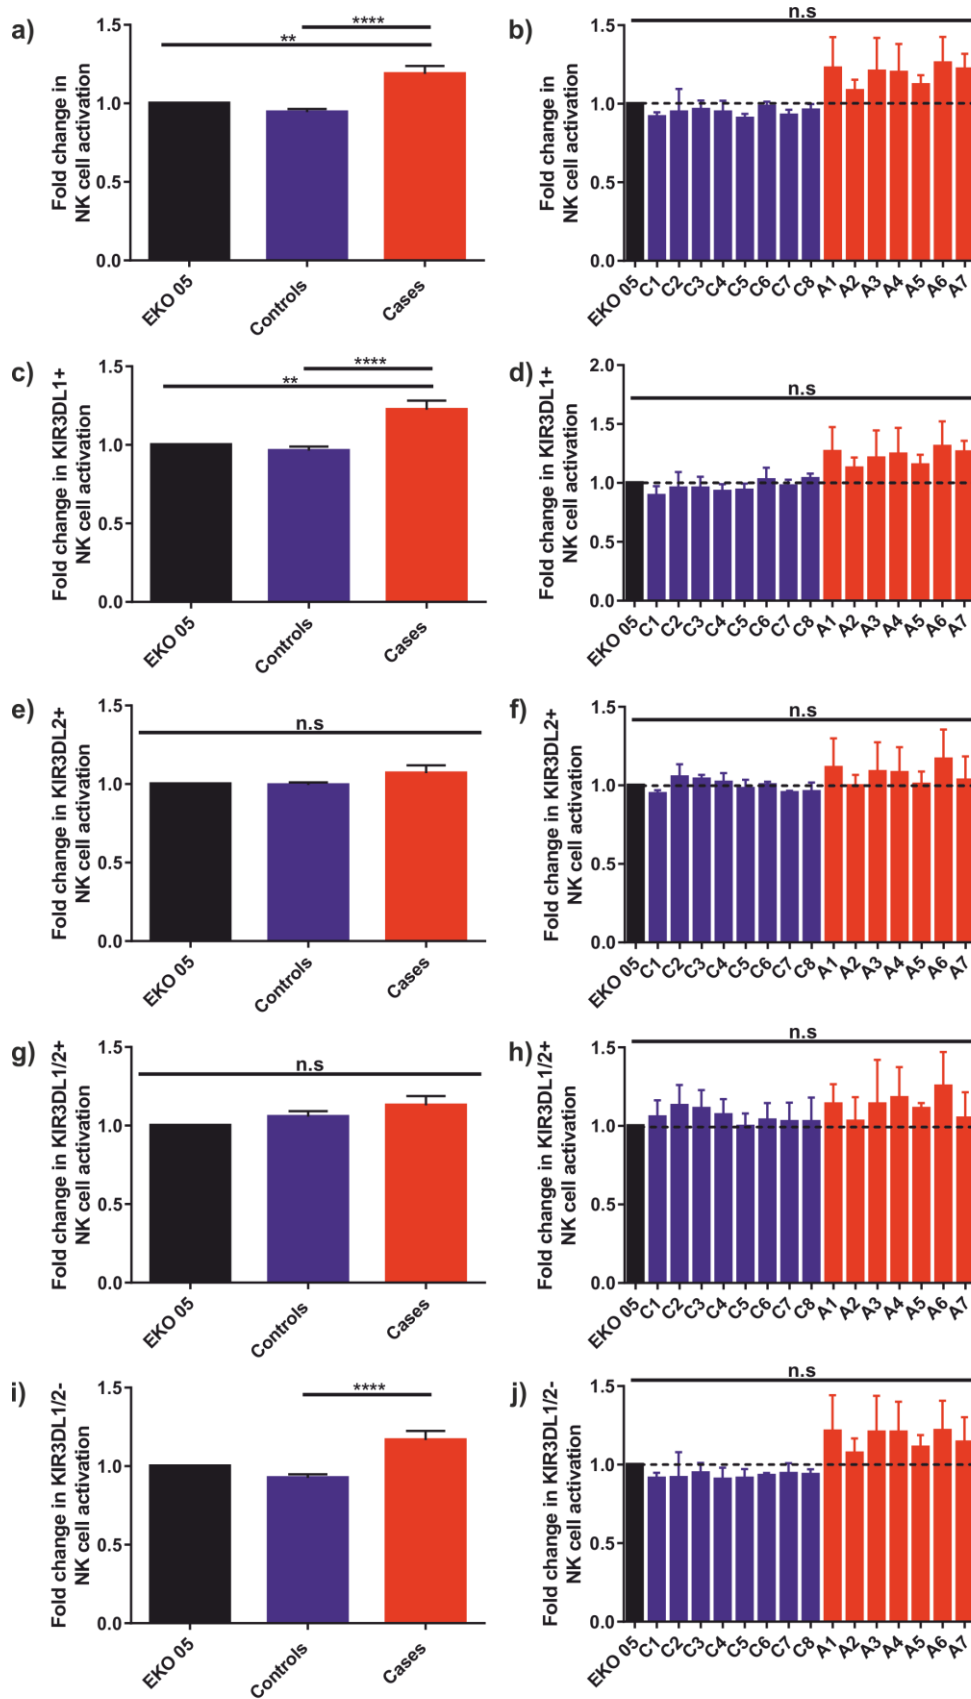 a)
Fold change in
NK cell activation
1.5
1.0
0.5
0.0
**
****
EKO 05
Controls
Cases
b)
Fold change in
NK cell activation
1.5
1.0
0.5
0.0
n.s
EKO 05
C1
C2
C3
C4
C5
C6
C7
C8
A1
A2
A3
A4
A5
A6
A7
c)
Fold change in KIR3DL1+
NK cell activation
1.5
1.0
0.5
0.0
**
****
EKO 05
Controls
Cases
d)
Fold change in KIR3DL1+
NK cell activation
2.0
1.5
1.0
0.5
0.0
n.s
EKO 05
C1
C2
C3
C4
C5
C6
C7
C8
A1
A2
A3
A4
A5
A6
A7
e)
Fold change in KIR3DL2+
NK cell activation
1.5
1.0
0.5
0.0
n.s
EKO 05
Controls
Cases
f)
Fold change in KIR3DL2+
NK cell activation
1.5
1.0
0.5
0.0
n.s
EKO 05
C1
C2
C3
C4
C5
C6
C7
C8
A1
A2
A3
A4
A5
A6
A7
g)
Fold change in KIR3DL1/2+
NK cell activation
1.5
1.0
0.5
0.0
n.s
EKO 05
Controls
Cases
h)
Fold change in KIR3DL1/2+
NK cell activation
1.5
1.0
0.5
0.0
n.s
EKO 05
C1
C2
C3
C4
C5
C6
C7
C8
A1
A2
A3
A4
A5
A6
A7
i)
Fold change in KIR3DL1/2-
NK cell activation
1.5
1.0
0.5
0.0
****
EKO 05
Controls
Cases
j)
Fold change in KIR3DL1/2-
NK cell activation
1.5
1.0
0.5
0.0
n.s
EKO 05
C1
C2
C3
C4
C5
C6
C7
C8
A1
A2
A3
A4
A5
A6
A7